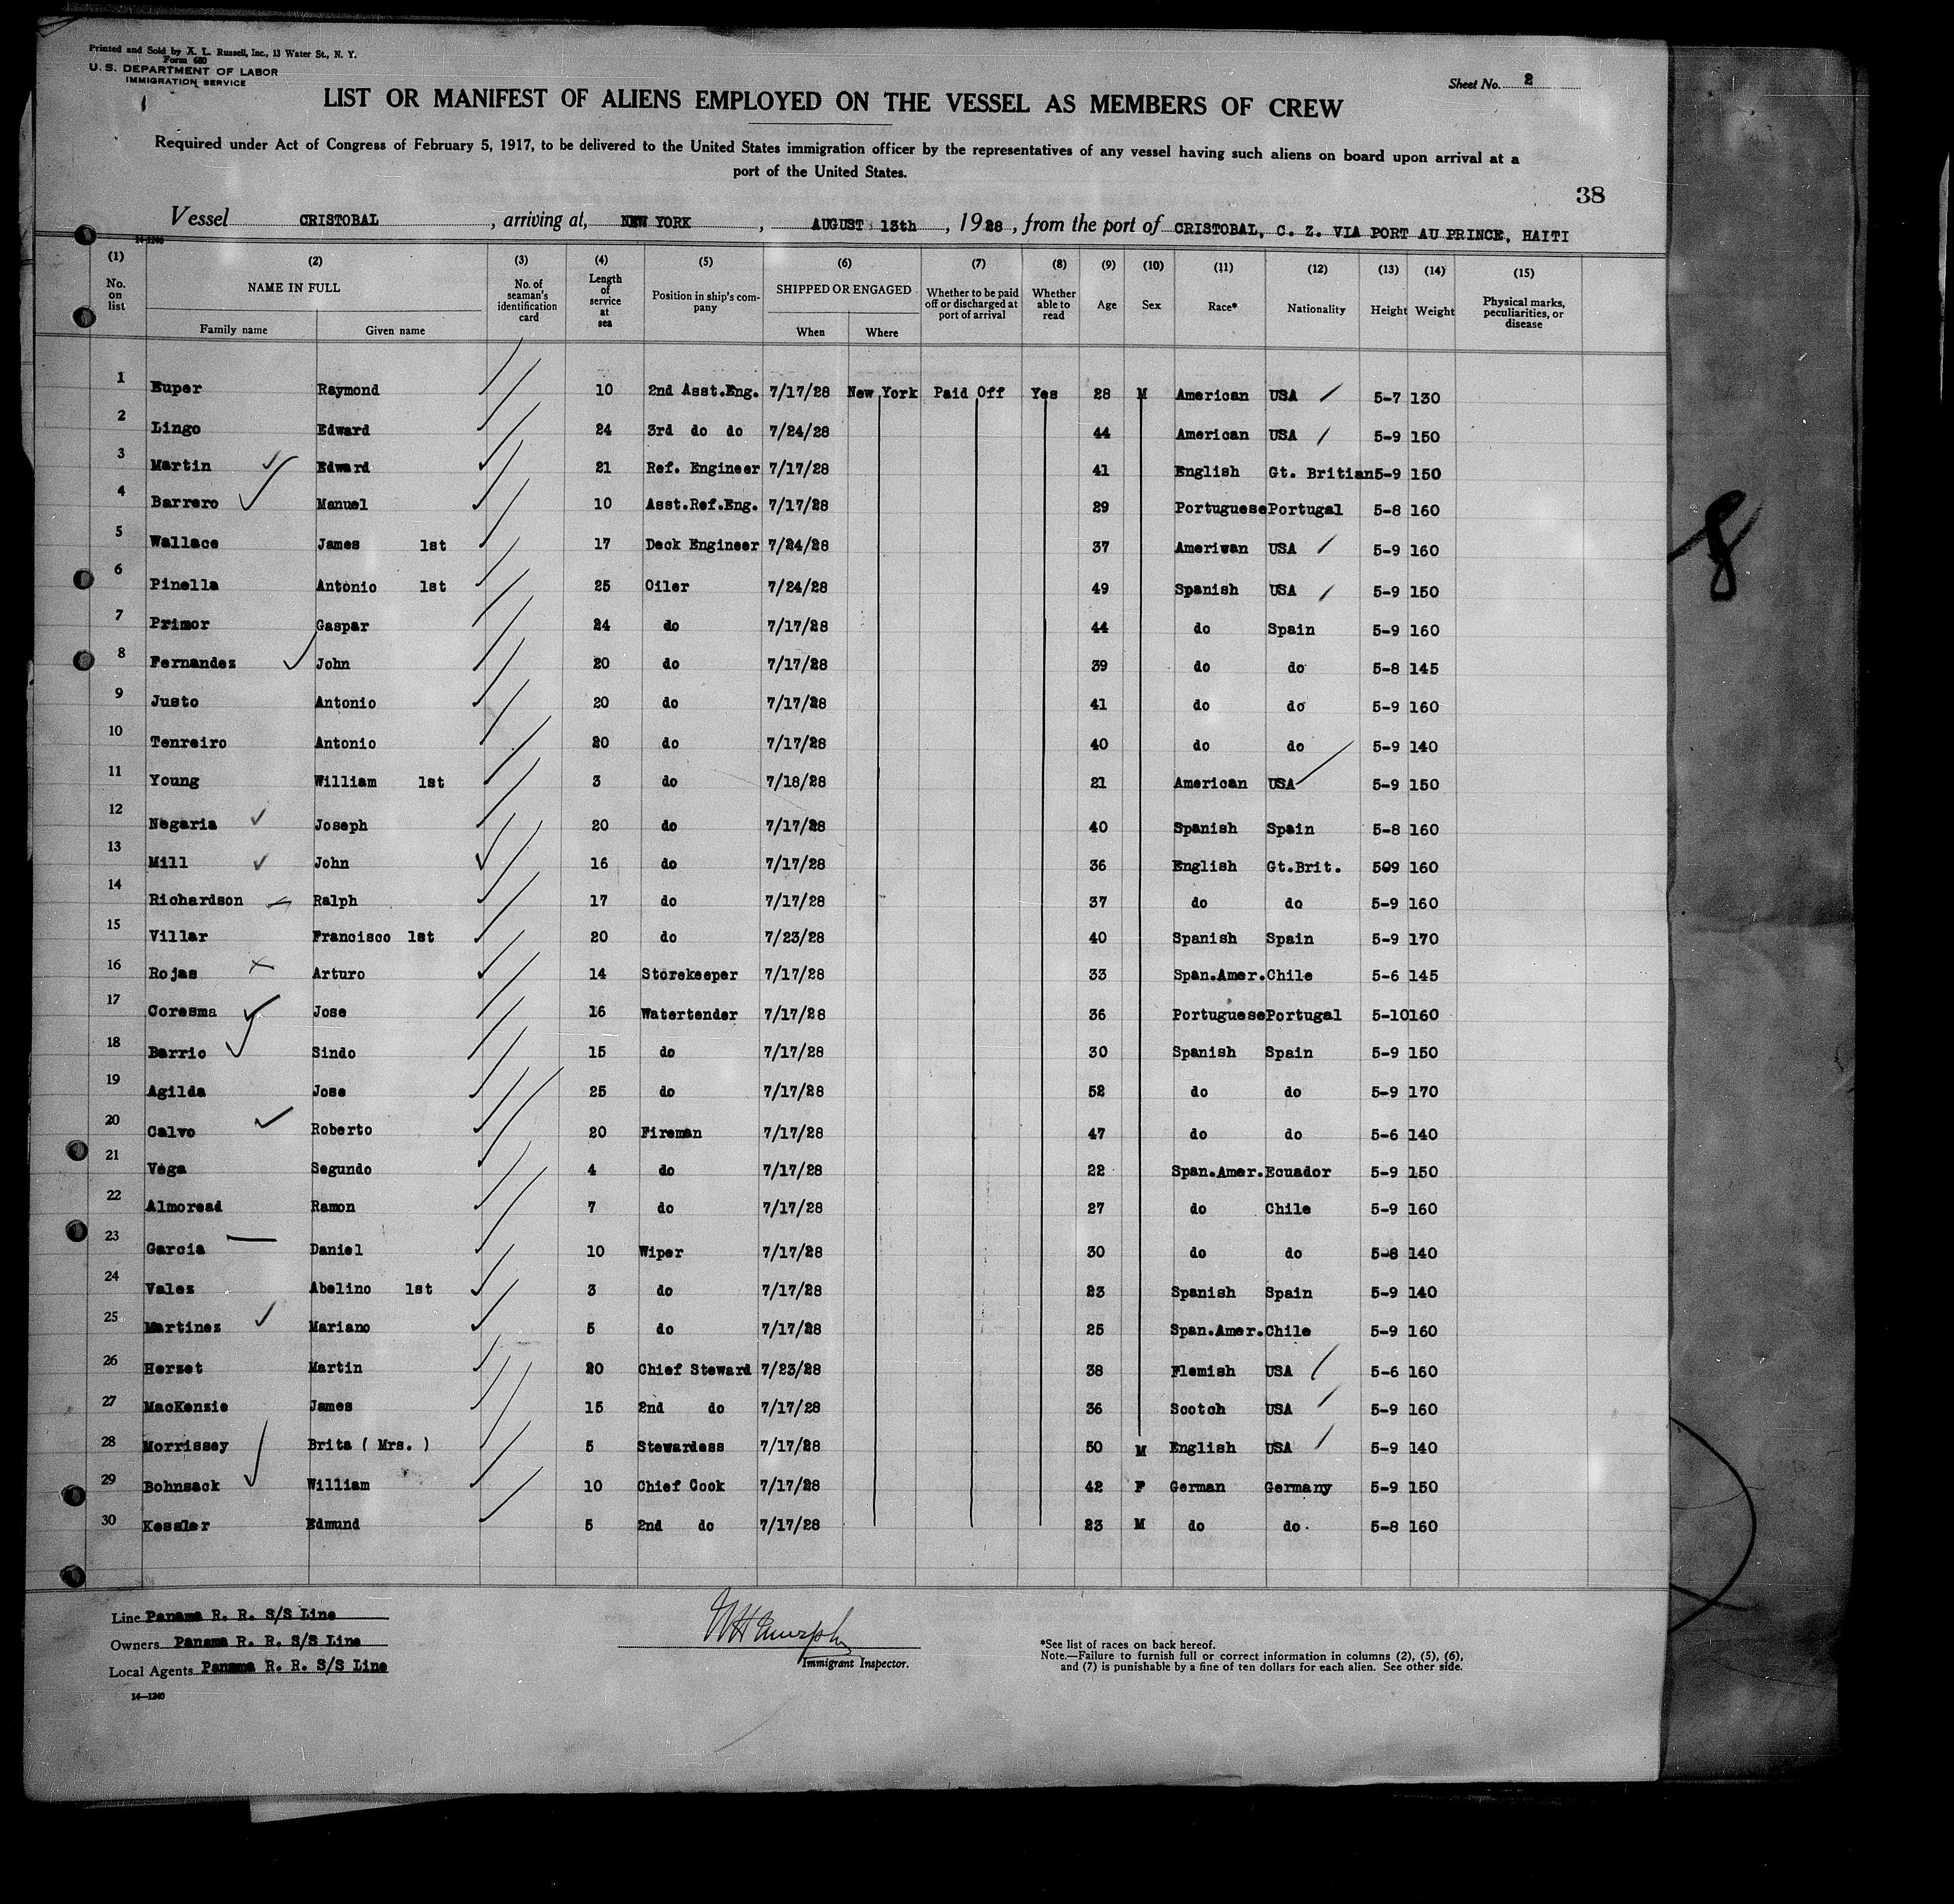 Printed and Sold by A. L. Russell, Inc., 13 Water St., N. Y.
Form 680
U. S. DEPARTMENT OF LABOR
IMMIGRATION SERVICE
Sheet No. 2
LIST OR MANIFEST OF ALIENS EMPLOYED ON THE VESSEL AS MEMBERS OF CREW
Required under Act of Congress of February 5, 1917, to be delivered to the United States immigration officer by the representatives of any vessel having such aliens on board upon arrival at a
port of the United States.
38
Vessel CRISTOBAL, arriving at, NEW YORK, AUGUST 13th, 1928, from the port of CRISTOBAL, C. Z. VIA PORT AU PRINCE, HAITI
14-1240
(1) (2) (3) (4) (5) (6) (7) (8) (9) (10) (11) (12) (13) (14) (15)
No. on list NAME IN FULL Family name Given name No. of seaman's identification card Length of service at sea Position in ship's company SHIPPED OR ENGAGED When Where Whether to be paid off or discharged at port of arrival Whether able to read Age Sex Race* Nationality Height Weight Physical marks, peculiarities, or disease
1 Euper Raymond 10 2nd Asst.Eng. 7/17/28 New York Paid Off Yes 28 M American USA 5-7 130
2 Lingo Edward 24 3rd do do 7/24/28 44 American USA 5-9 150
3 Martin Edward 21 Ref. Engineer 7/17/28 41 English Gt. Britian 5-9 150
4 Barrero Manuel 10 Asst.Ref.Eng. 7/17/28 29 Portuguese Portugal 5-8 160
5 Wallace James 1st 17 Deck Engineer 7/24/28 37 Ameriwan USA 5-9 160
6 Pinella Antonio 1st 25 Oiler 7/24/28 49 Spanish USA 5-9 150
7 Primor Gaspar 24 do 7/17/28 44 do Spain 5-9 160
8 Fernandez John 20 do 7/17/28 39 do do 5-8 145
9 Justo Antonio 20 do 7/17/28 41 do do 5-9 160
10 Tenreiro Antonio 20 do 7/17/28 40 do do 5-9 140
11 Young William 1st 3 do 7/18/28 21 American USA 5-9 150
12 Negaria Joseph 20 do 7/17/28 40 Spanish Spain 5-8 160
13 Mill John 16 do 7/17/28 36 English Gt.Brit. 509 160
14 Richardson Ralph 17 do 7/17/28 37 do do 5-9 160
15 Villar Francisco 1st 20 do 7/23/28 40 Spanish Spain 5-9 170
16 Rojas Arturo 14 Storekeeper 7/17/28 33 Span.Amer. Chile 5-6 145
17 Coresma Jose 16 Watertender 7/17/28 36 Portuguese Portugal 5-10 160
18 Barrio Sindo 15 do 7/17/28 30 Spanish Spain 5-9 150
19 Agilda Jose 25 do 7/17/28 52 do do 5-9 170
20 Calvo Roberto 20 Fireman 7/17/28 47 do do 5-6 140
21 Vega Segundo 4 do 7/17/28 22 Span.Amer. Ecuador 5-9 150
22 Almoread Ramon 7 do 7/17/28 27 do Chile 5-9 160
23 Garcia Daniel 10 Wiper 7/17/28 30 do do 5-8 140
24 Valez Abelino 1st 3 do 7/17/28 23 Spanish Spain 5-9 140
25 Martinez Mariano 5 do 7/17/28 25 Span.Amer. Chile 5-9 160
26 Herzet Martin 20 Chief Steward 7/23/28 38 Flemish USA 5-6 160
27 MacKenzie James 15 2nd do 7/17/28 36 Scotch USA 5-9 160
28 Morrissey Brita ( Mrs. ) 5 Stewardess 7/17/28 50 M English USA 5-9 140
29 Bohnsack William 10 Chief Cook 7/17/28 42 F German Germany 5-9 150
30 Kessler Edmund 5 2nd do 7/17/28 23 M do do. 5-8 160
8
Line Panama R. R. S/S Line
Owners Panama R. R. S/S Line
Local Agents Panama R. R. S/S Line
14-1240
Immigrant Inspector.
*See list of races on back hereof.
Note.—Failure to furnish full or correct information in columns (2), (5), (6),
and (7) is punishable by a fine of ten dollars for each alien. See other side.